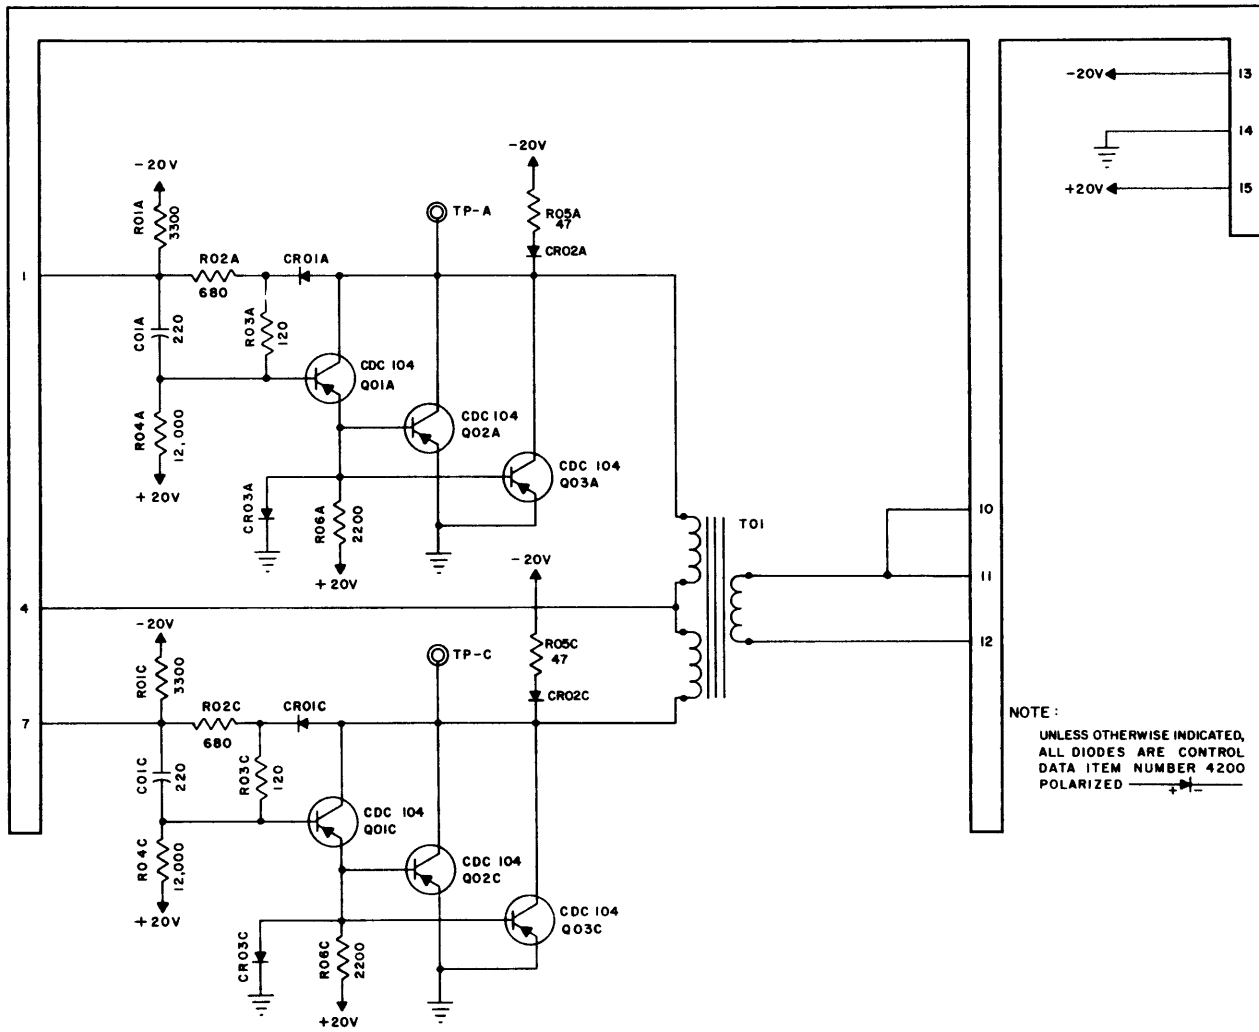 -20V 13
14
+20V 15
-20V
-20V
R01A
3300
TP-A
R05A
47
R02A
CR01A
CR02A
1
680
C01A
220
R03A
120
CDC 104
Q01A
R04A
12,000
CDC 104
Q02A
CDC 104
Q03A
+20V
CR03A
R06A
2200
T01
10
-20V
+20V
11
4
12
-20V
R01C
3300
TP-C
R05C
47
R02C
CR01C
CR02C
7
680
NOTE:
UNLESS OTHERWISE INDICATED,
ALL DIODES ARE CONTROL
DATA ITEM NUMBER 4200
POLARIZED + -
C01C
220
R03C
120
CDC 104
Q01C
R04C
12,000
CDC 104
Q02C
+20V
CDC 104
Q03C
CR03C
R06C
2200
+20V